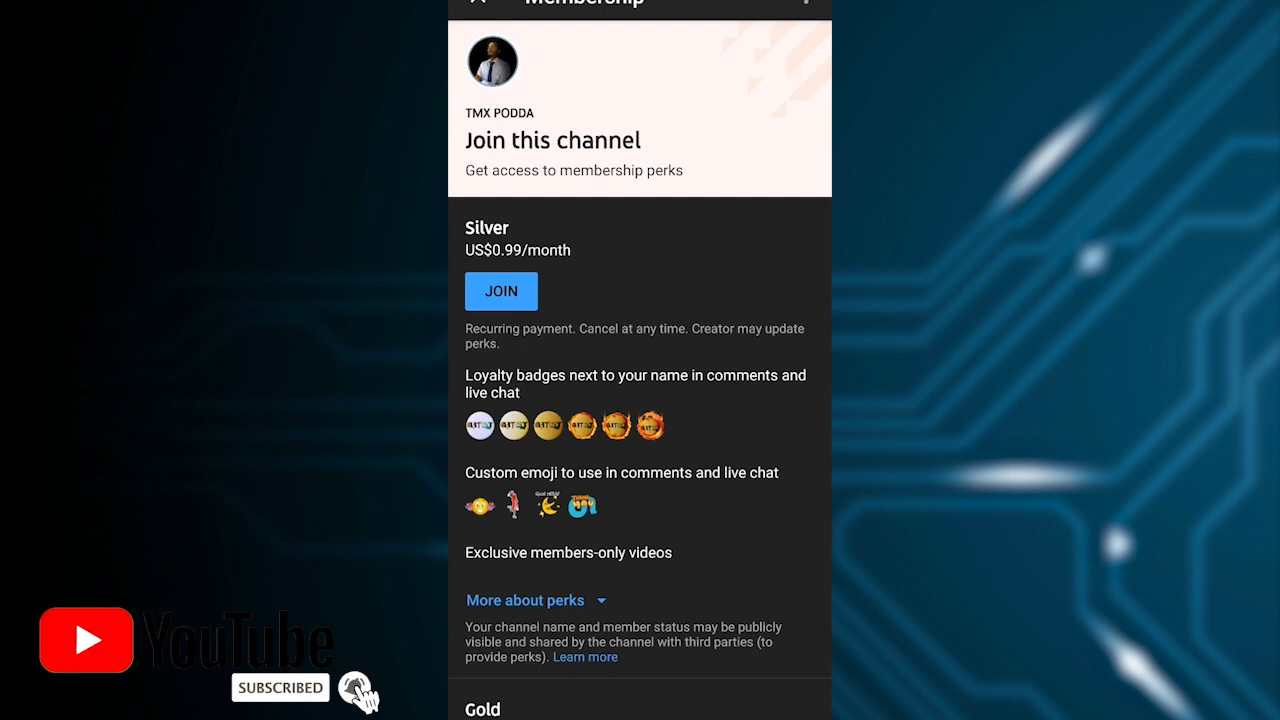 Membership
TMX PODDA
Join this channel
Get access to membership perks
Silver
US$0.99/month
JOIN
Recurring payment. Cancel at any time. Creator may update
perks.
Loyalty badges next to your name in comments and
live chat
Custom emoji to use in comments and live chat
Exclusive members-only videos
More about perks
Your channel name and member status may be publicly
visible and shared by the channel with third parties (to
provide perks). Learn more
Gold
YouTube
SUBSCRIBED